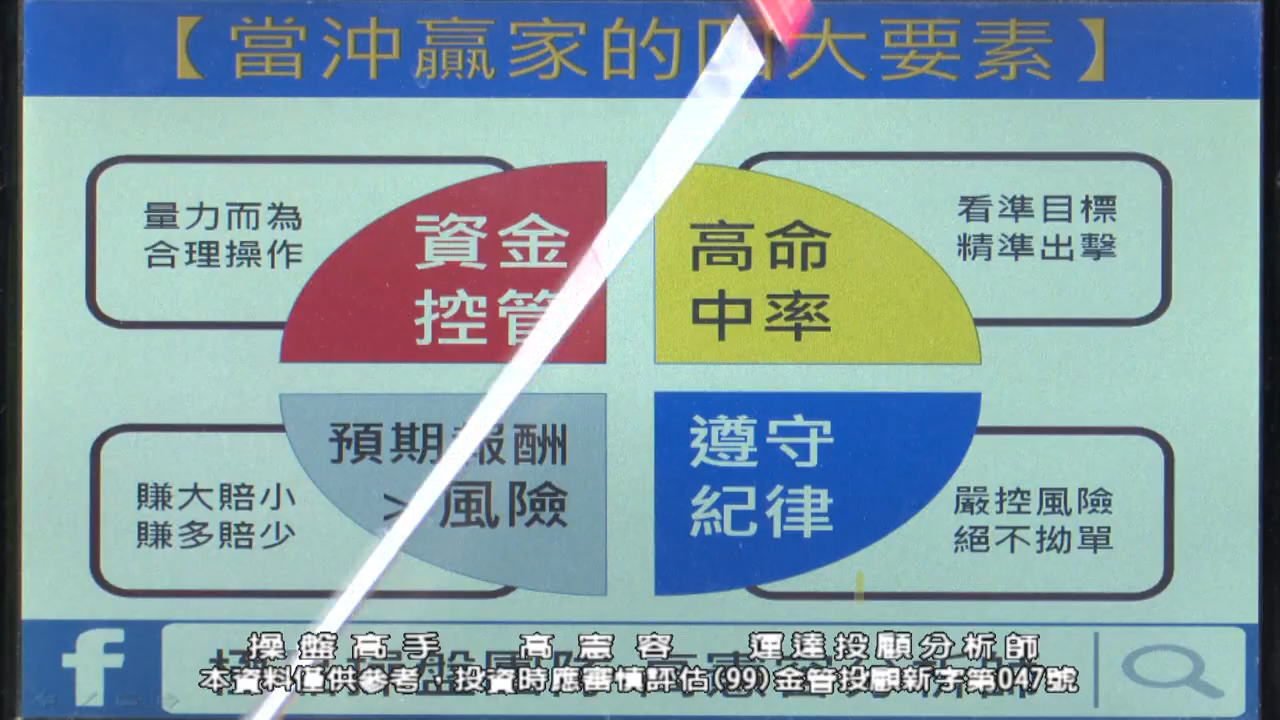 【當沖贏家的四大要素】
量力而為
合理操作
資金
控管
高命
中率
看準目標
精準出擊
預期報酬
>風險
賺大賠小
賺多賠少
遵守
紀律
嚴控風險
絕不拗單
操盤高手 高憲容 運達投顧分析師
本資料僅供參考，投資時應審慎評估(99)金管投顧新字第047號